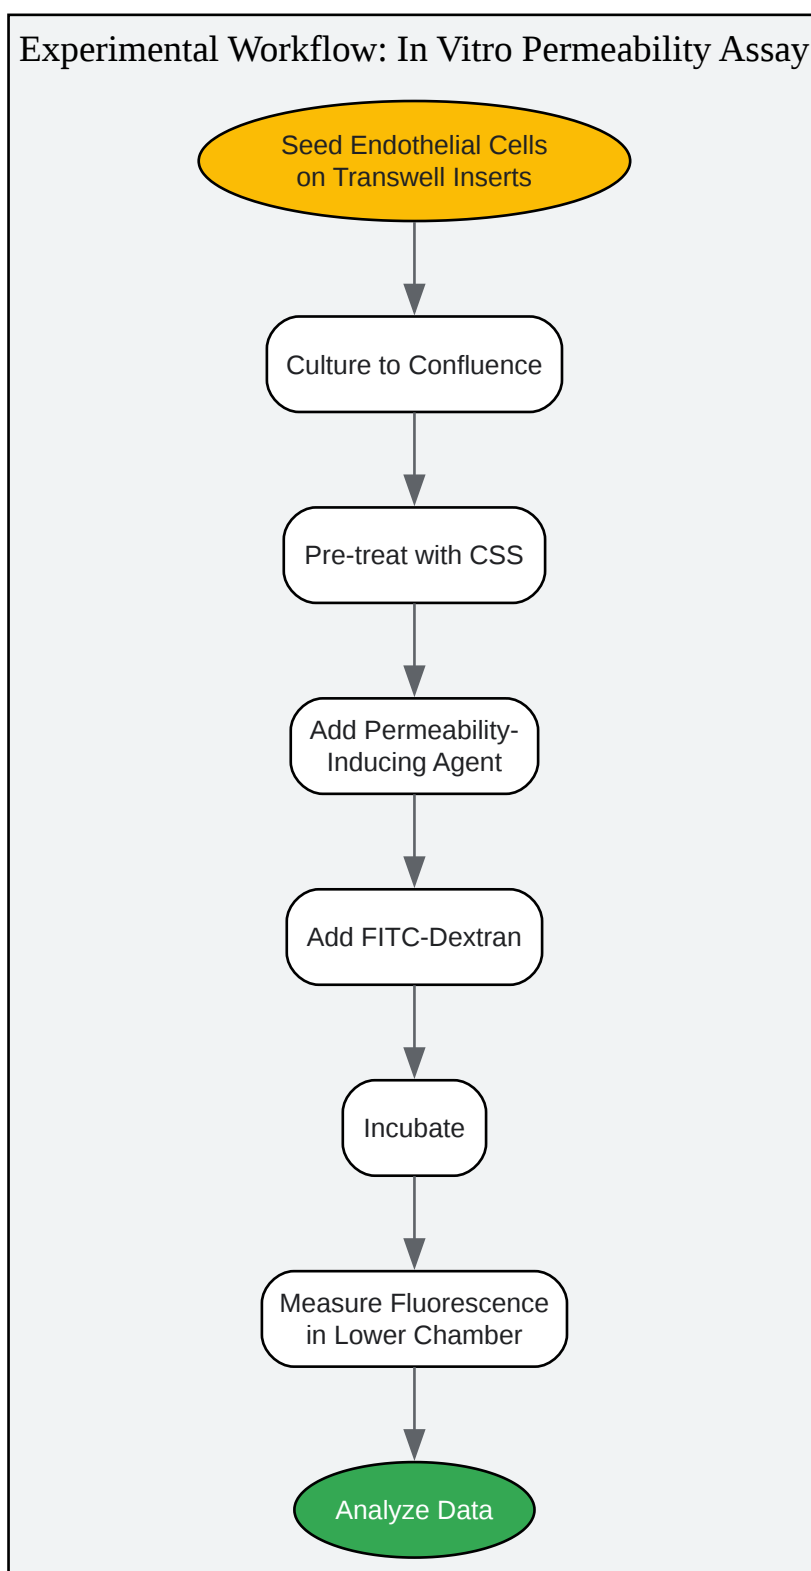 Experimental Workflow: In Vitro Permeability Assay
Seed Endothelial Cells
on Transwell Inserts
Culture to Confluence
Pre-treat with CSS
Add Permeability-
Inducing Agent
Add FITC-Dextran
Incubate
Measure Fluorescence
in Lower Chamber
Analyze Data